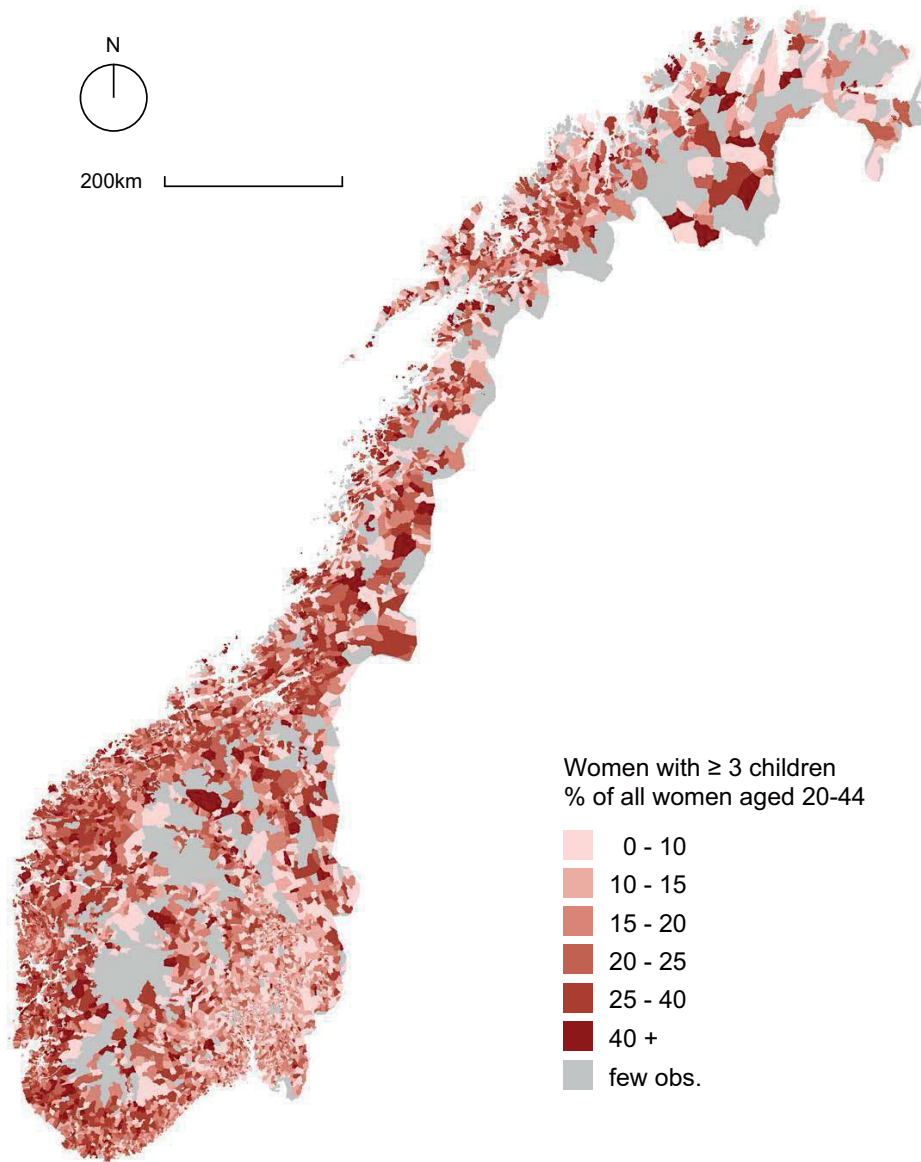 N
200km
Women with ≥ 3 children
% of all women aged 20-44
0 - 10
10 - 15
15 - 20
20 - 25
25 - 40
40 +
few obs.